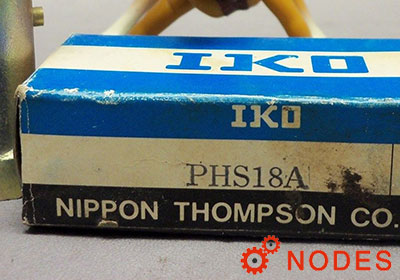 IKO
IKO
PHS18A
NIPPON THOMPSON CO.
NODES